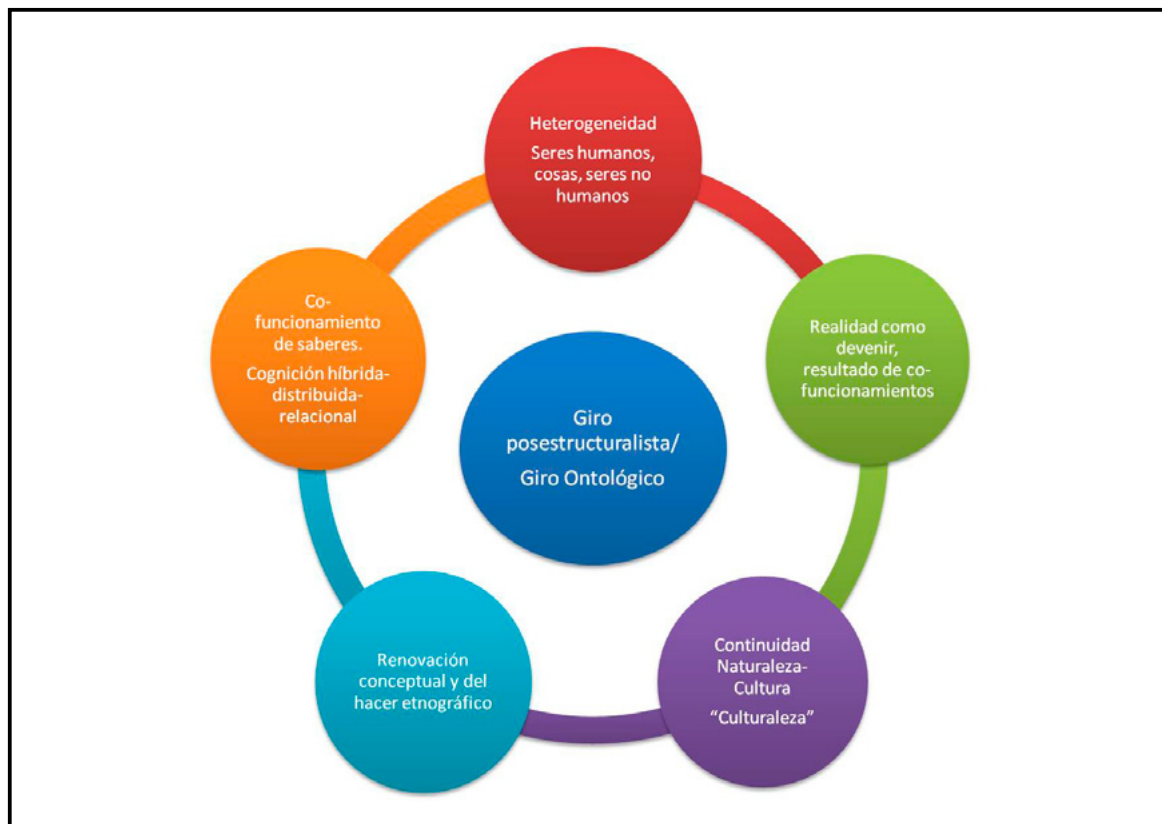 Heterogeneidad
Seres humanos,
cosas, seres no
humanos
Realidad como
devenir,
resultado de co-
funcionamientos
Continuidad
Naturaleza-
Cultura
“Culturaleza”
Renovación
conceptual y del
hacer etnográfico
Co-
funcionamiento
de saberes.
Cognición híbrida-
distribuida-
relacional
Giro
posestructuralista/
Giro Ontológico